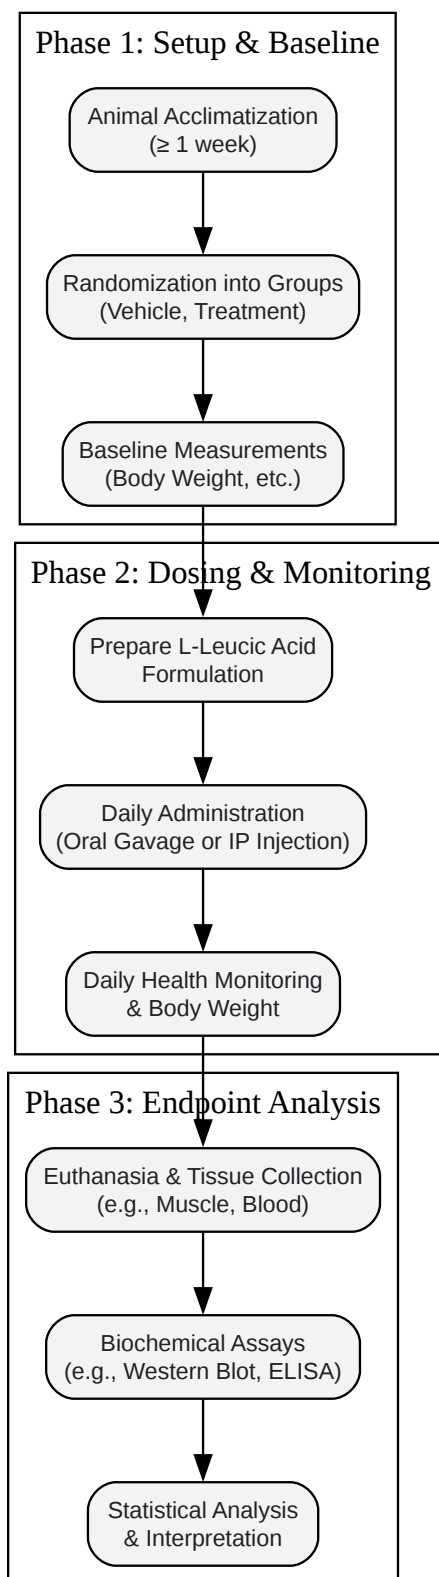 Phase 1: Setup & Baseline
Animal Acclimatization
(≥ 1 week)
Randomization into Groups
(Vehicle, Treatment)
Baseline Measurements
(Body Weight, etc.)
Phase 2: Dosing & Monitoring
Prepare L-Leucic Acid
Formulation
Daily Administration
(Oral Gavage or IP Injection)
Daily Health Monitoring
& Body Weight
Phase 3: Endpoint Analysis
Euthanasia & Tissue Collection
(e.g., Muscle, Blood)
Biochemical Assays
(e.g., Western Blot, ELISA)
Statistical Analysis
& Interpretation